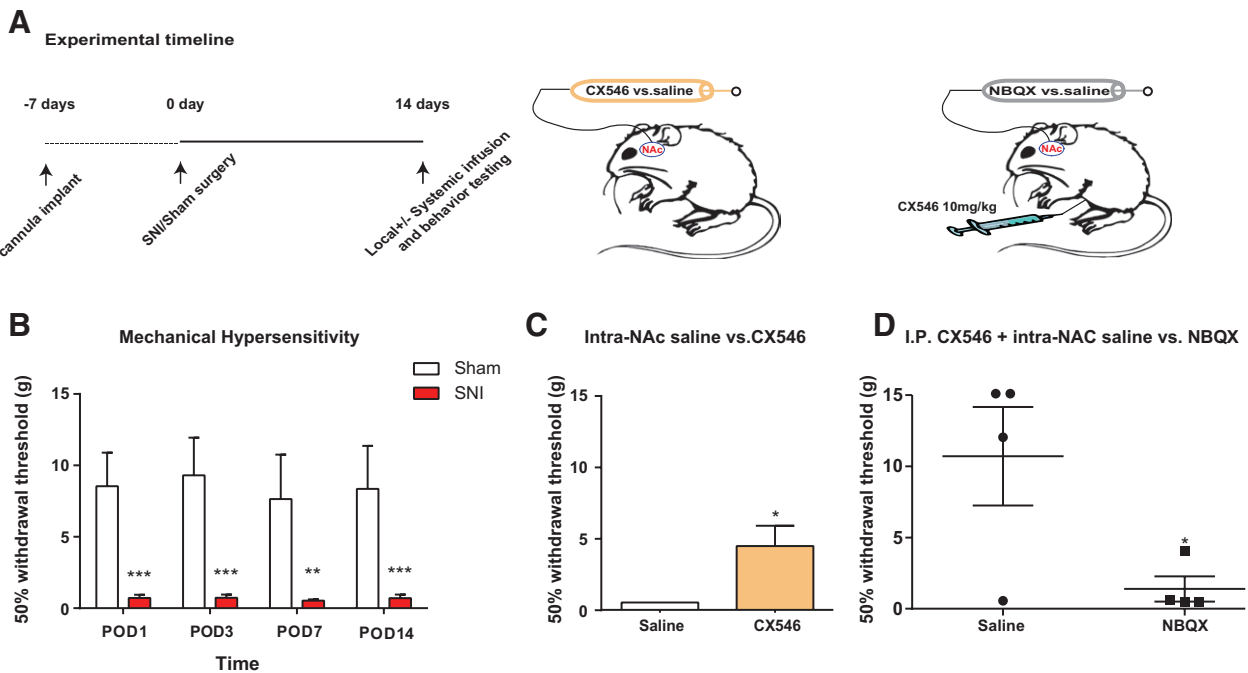 A
Experimental timeline
-7 days
0 day
14 days
cannula implant
SNI/Sham surgery
Local+/- Systemic infusion
and behavior testing
CX546 vs.saline
NAc
NBQX vs.saline
NAc
CX546 10mg/kg
B
Mechanical Hypersensitivity
Sham
SNI
50% withdrawal threshold (g)
15
10
5
0
***
***
**
***
POD1
POD3
POD7
POD14
Time
C
Intra-NAc saline vs.CX546
50% withdrawal threshold (g)
15
10
5
0
*
Saline
CX546
D
I.P. CX546 + intra-NAC saline vs. NBQX
50% withdrawal threshold (g)
15
10
5
0
*
Saline
NBQX